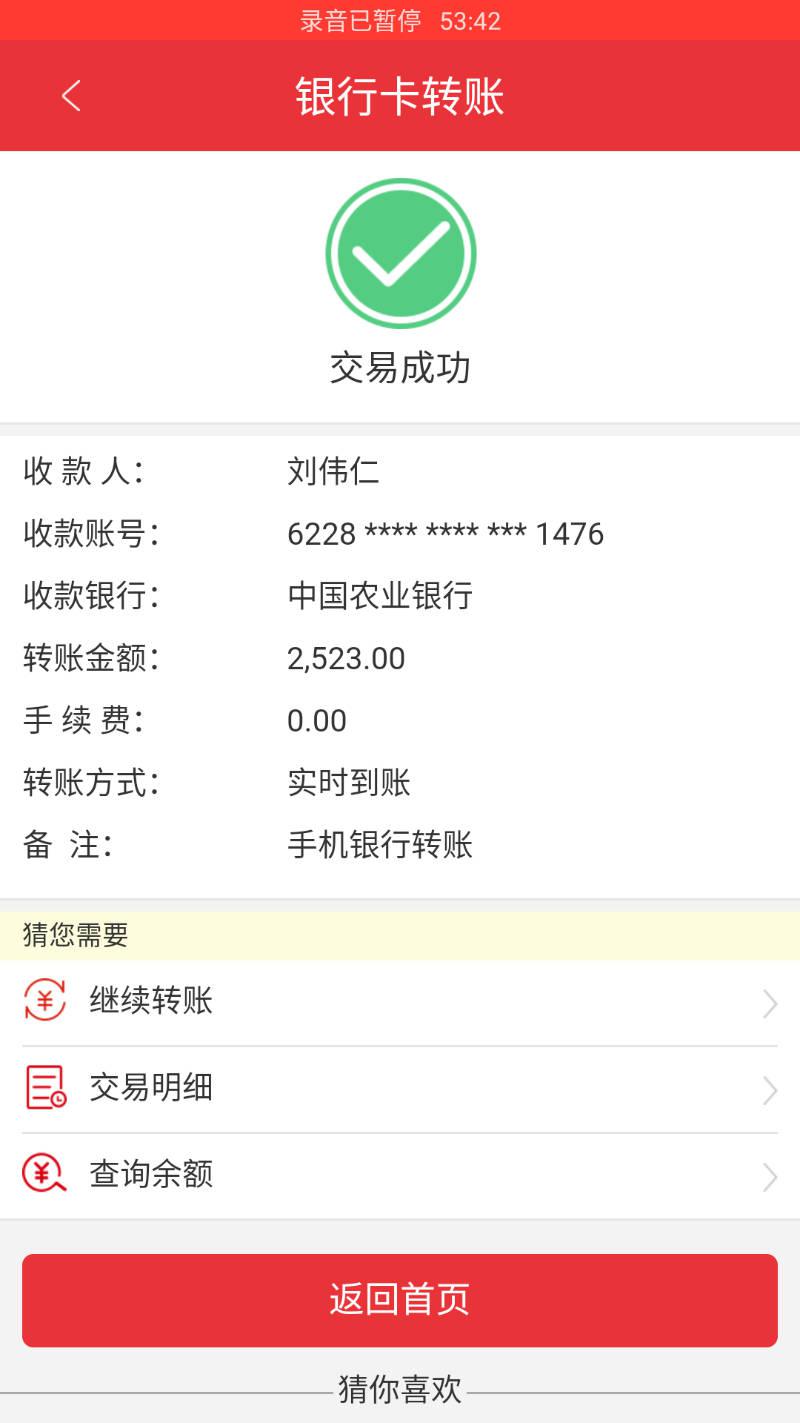 录音已暂停 53:42
银行卡转账
交易成功
收 款 人： 刘伟仁
收款账号： 6228 **** **** *** 1476
收款银行： 中国农业银行
转账金额： 2,523.00
手 续 费： 0.00
转账方式： 实时到账
备 注： 手机银行转账
猜您需要
继续转账
交易明细
查询余额
返回首页
猜你喜欢